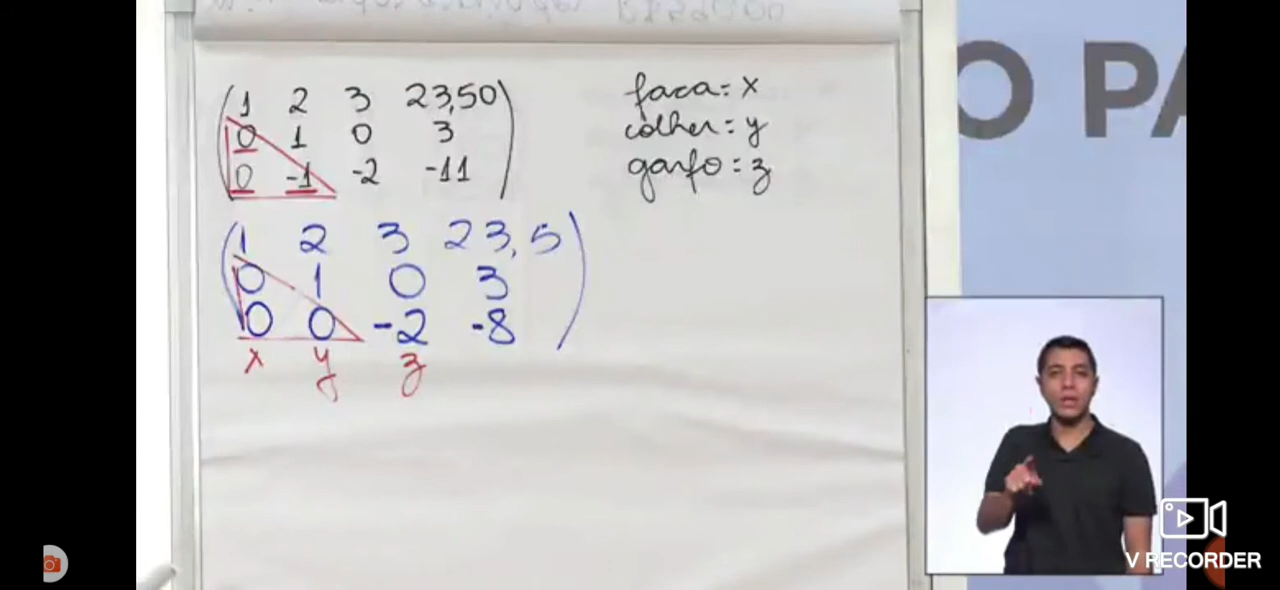 1 2 3 23,50
0 1 0 3
0 -1 -2 -11
faca = x
colher = y
garfo = z
1 2 3 23,5
0 1 0 3
0 0 -2 -8
x y z
O PA
V RECORDER